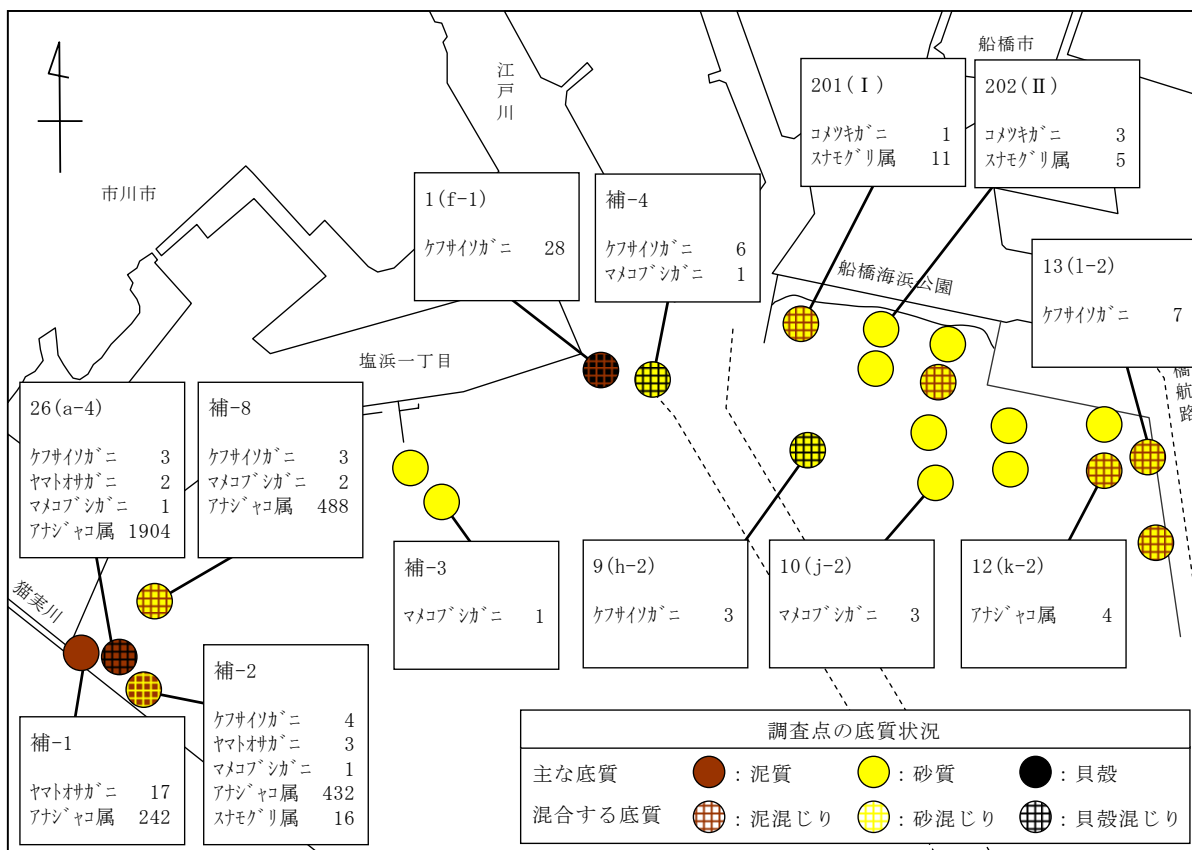 船橋市
江戸川
市川市
201(Ⅰ)
ｺﾒﾂｷｶﾞﾆ 1
ｽﾅﾓｸﾞﾘ属 11
202(Ⅱ)
ｺﾒﾂｷｶﾞﾆ 3
ｽﾅﾓｸﾞﾘ属 5
1(f-1)
ｹﾌｻｲｿｶﾞﾆ 28
補-4
ｹﾌｻｲｿｶﾞﾆ 6
ﾏﾒｺﾌﾞｼｶﾞﾆ 1
船橋海浜公園
13(l-2)
ｹﾌｻｲｿｶﾞﾆ 7
橋航路
塩浜一丁目
26(a-4)
ｹﾌｻｲｿｶﾞﾆ 3
ﾔﾏﾄｵｻｶﾞﾆ 2
ﾏﾒｺﾌﾞｼｶﾞﾆ 1
ｱﾅｼﾞｬｺ属 1904
補-8
ｹﾌｻｲｿｶﾞﾆ 3
ﾏﾒｺﾌﾞｼｶﾞﾆ 2
ｱﾅｼﾞｬｺ属 488
補-3
ﾏﾒｺﾌﾞｼｶﾞﾆ 1
9(h-2)
ｹﾌｻｲｿｶﾞﾆ 3
10(j-2)
ﾏﾒｺﾌﾞｼｶﾞﾆ 3
12(k-2)
ｱﾅｼﾞｬｺ属 4
猫実川
補-1
ﾔﾏﾄｵｻｶﾞﾆ 17
ｱﾅｼﾞｬｺ属 242
補-2
ｹﾌｻｲｿｶﾞﾆ 4
ﾔﾏﾄｵｻｶﾞﾆ 3
ﾏﾒｺﾌﾞｼｶﾞﾆ 1
ｱﾅｼﾞｬｺ属 432
ｽﾅﾓｸﾞﾘ属 16
調査点の底質状況
主な底質 ：泥質 ：砂質 ：貝殻
混合する底質 ：泥混じり ：砂混じり ：貝殻混じり